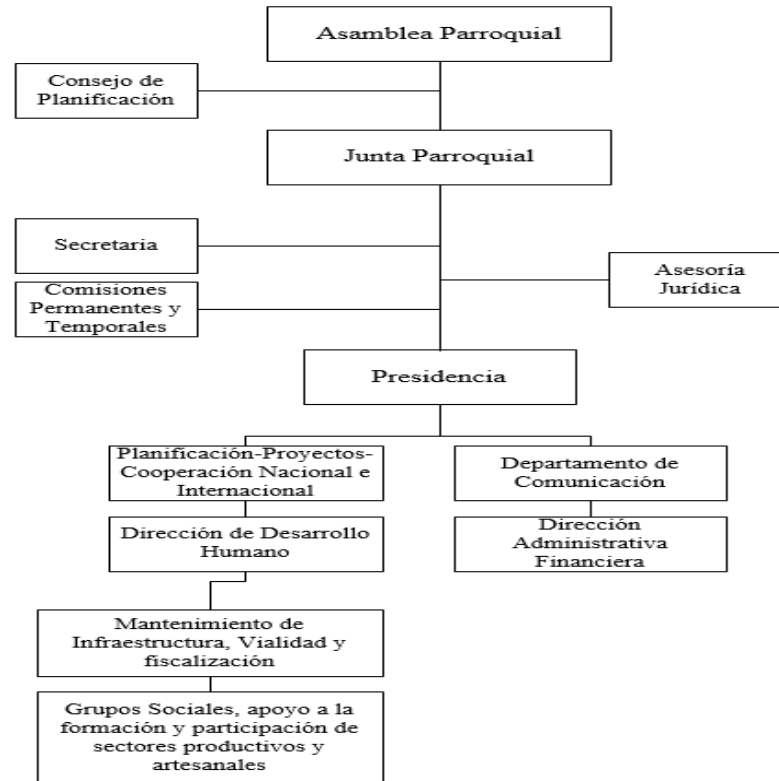 Asamblea Parroquial
Consejo de
Planificación
Junta Parroquial
Secretaria
Asesoría
Jurídica
Comisiones
Permanentes y
Temporales
Presidencia
Planificación-Proyectos-
Cooperación Nacional e
Internacional
Departamento de
Comunicación
Dirección de Desarrollo
Humano
Dirección
Administrativa
Financiera
Mantenimiento de
Infraestructura, Vialidad y
fiscalización
Grupos Sociales, apoyo a la
formación y participación de
sectores productivos y
artesanales